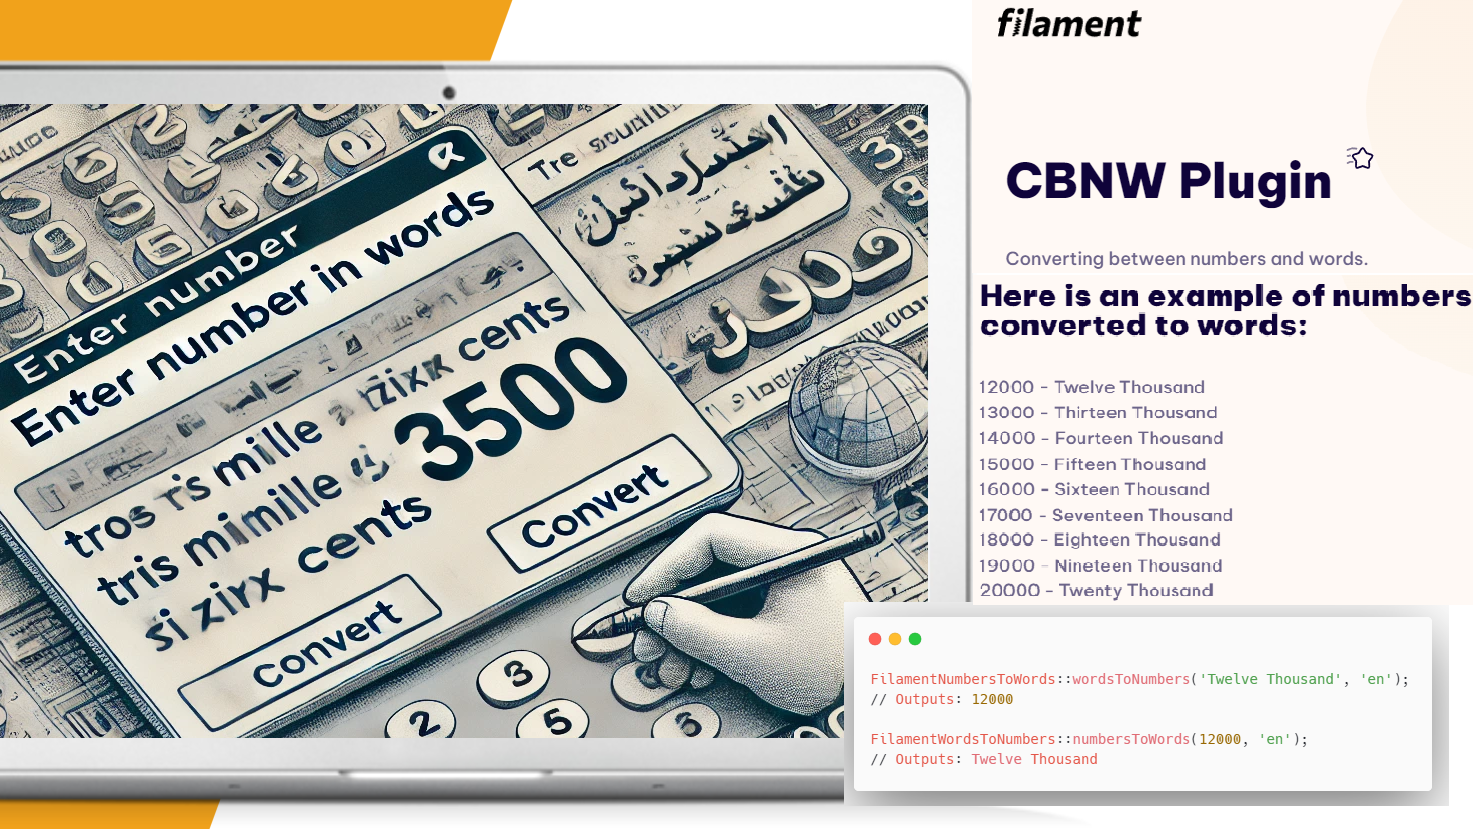 filament
CBNW Plugin
Converting between numbers and words.
Here is an example of numbers
converted to words:
12000 - Twelve Thousand
13000 - Thirteen Thousand
14000 - Fourteen Thousand
15000 - Fifteen Thousand
16000 - Sixteen Thousand
17000 - Seventeen Thousand
18000 - Eighteen Thousand
19000 - Nineteen Thousand
20000 - Twenty Thousand
Enter number
Enter number in words
cents
tros mille
3500
tris mimille
si zirx cents
Convert
Convert
Tre
3
2
5
6
FilamentNumbersToWords::wordsToNumbers('Twelve Thousand', 'en');
// Outputs: 12000
FilamentWordsToNumbers::numbersToWords(12000, 'en');
// Outputs: Twelve Thousand